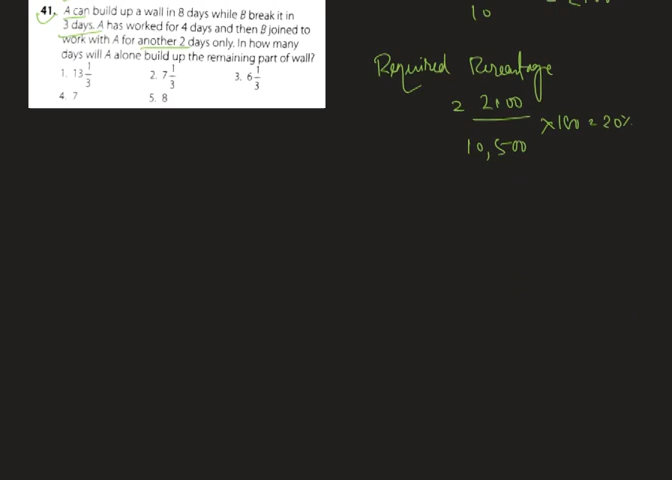 41. A can build up a wall in 8 days while B break it in
3 days. A has worked for 4 days and then B joined to
work with A for another 2 days only. In how many
days will A alone build up the remaining part of wall?
1. 13 1/3 2. 7 1/3 3. 6 1/3
4. 7 5. 8
10
Required Percentage
= 2100/10,500 ×100 = 20%